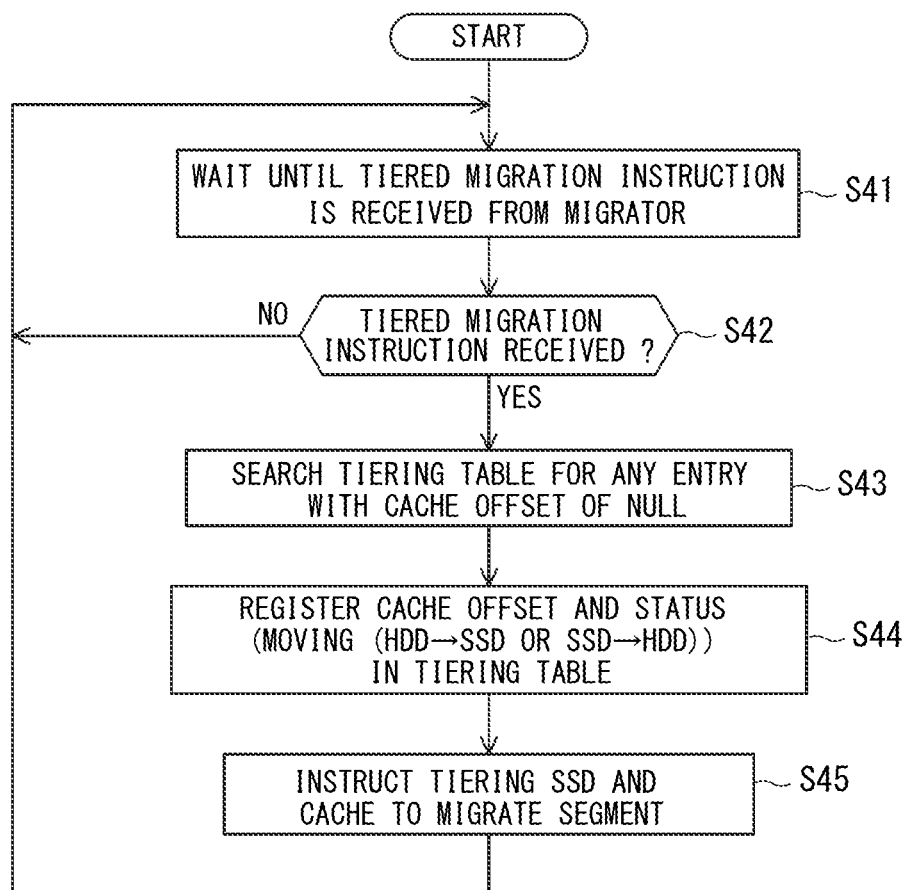 START
WAIT UNTIL TIERED MIGRATION INSTRUCTION
IS RECEIVED FROM MIGRATOR
S41
NO
TIERED MIGRATION
INSTRUCTION RECEIVED ?
S42
YES
SEARCH TIERING TABLE FOR ANY ENTRY
WITH CACHE OFFSET OF NULL
S43
REGISTER CACHE OFFSET AND STATUS
(MOVING (HDD→SSD OR SSD→HDD))
IN TIERING TABLE
S44
INSTRUCT TIERING SSD AND
CACHE TO MIGRATE SEGMENT
S45